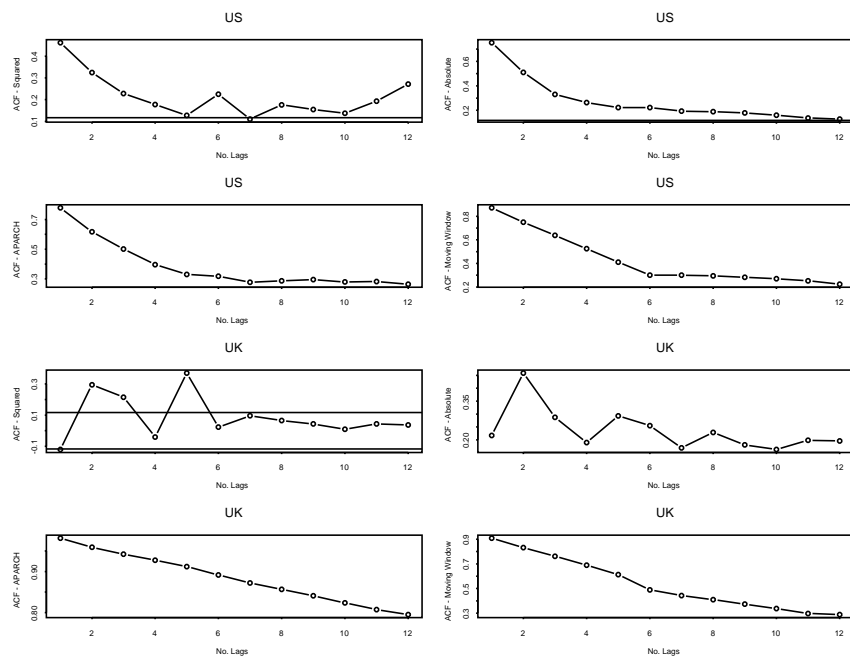 US
ACF - Squared
0.1 0.2 0.3 0.4
2 4 6 8 10 12
No. Lags
US
ACF - Absolute
0.2 0.4 0.6
2 4 6 8 10 12
No. Lags
US
ACF - APARCH
0.3 0.5 0.7
2 4 6 8 10 12
No. Lags
US
ACF - Moving Window
0.2 0.4 0.6 0.8
2 4 6 8 10 12
No. Lags
UK
ACF - Squared
-0.1 0.1 0.3
2 4 6 8 10 12
No. Lags
UK
ACF - Absolute
0.20 0.35
2 4 6 8 10 12
No. Lags
UK
ACF - APARCH
0.80 0.90
2 4 6 8 10 12
No. Lags
UK
ACF - Moving Window
0.3 0.5 0.7 0.9
2 4 6 8 10 12
No. Lags